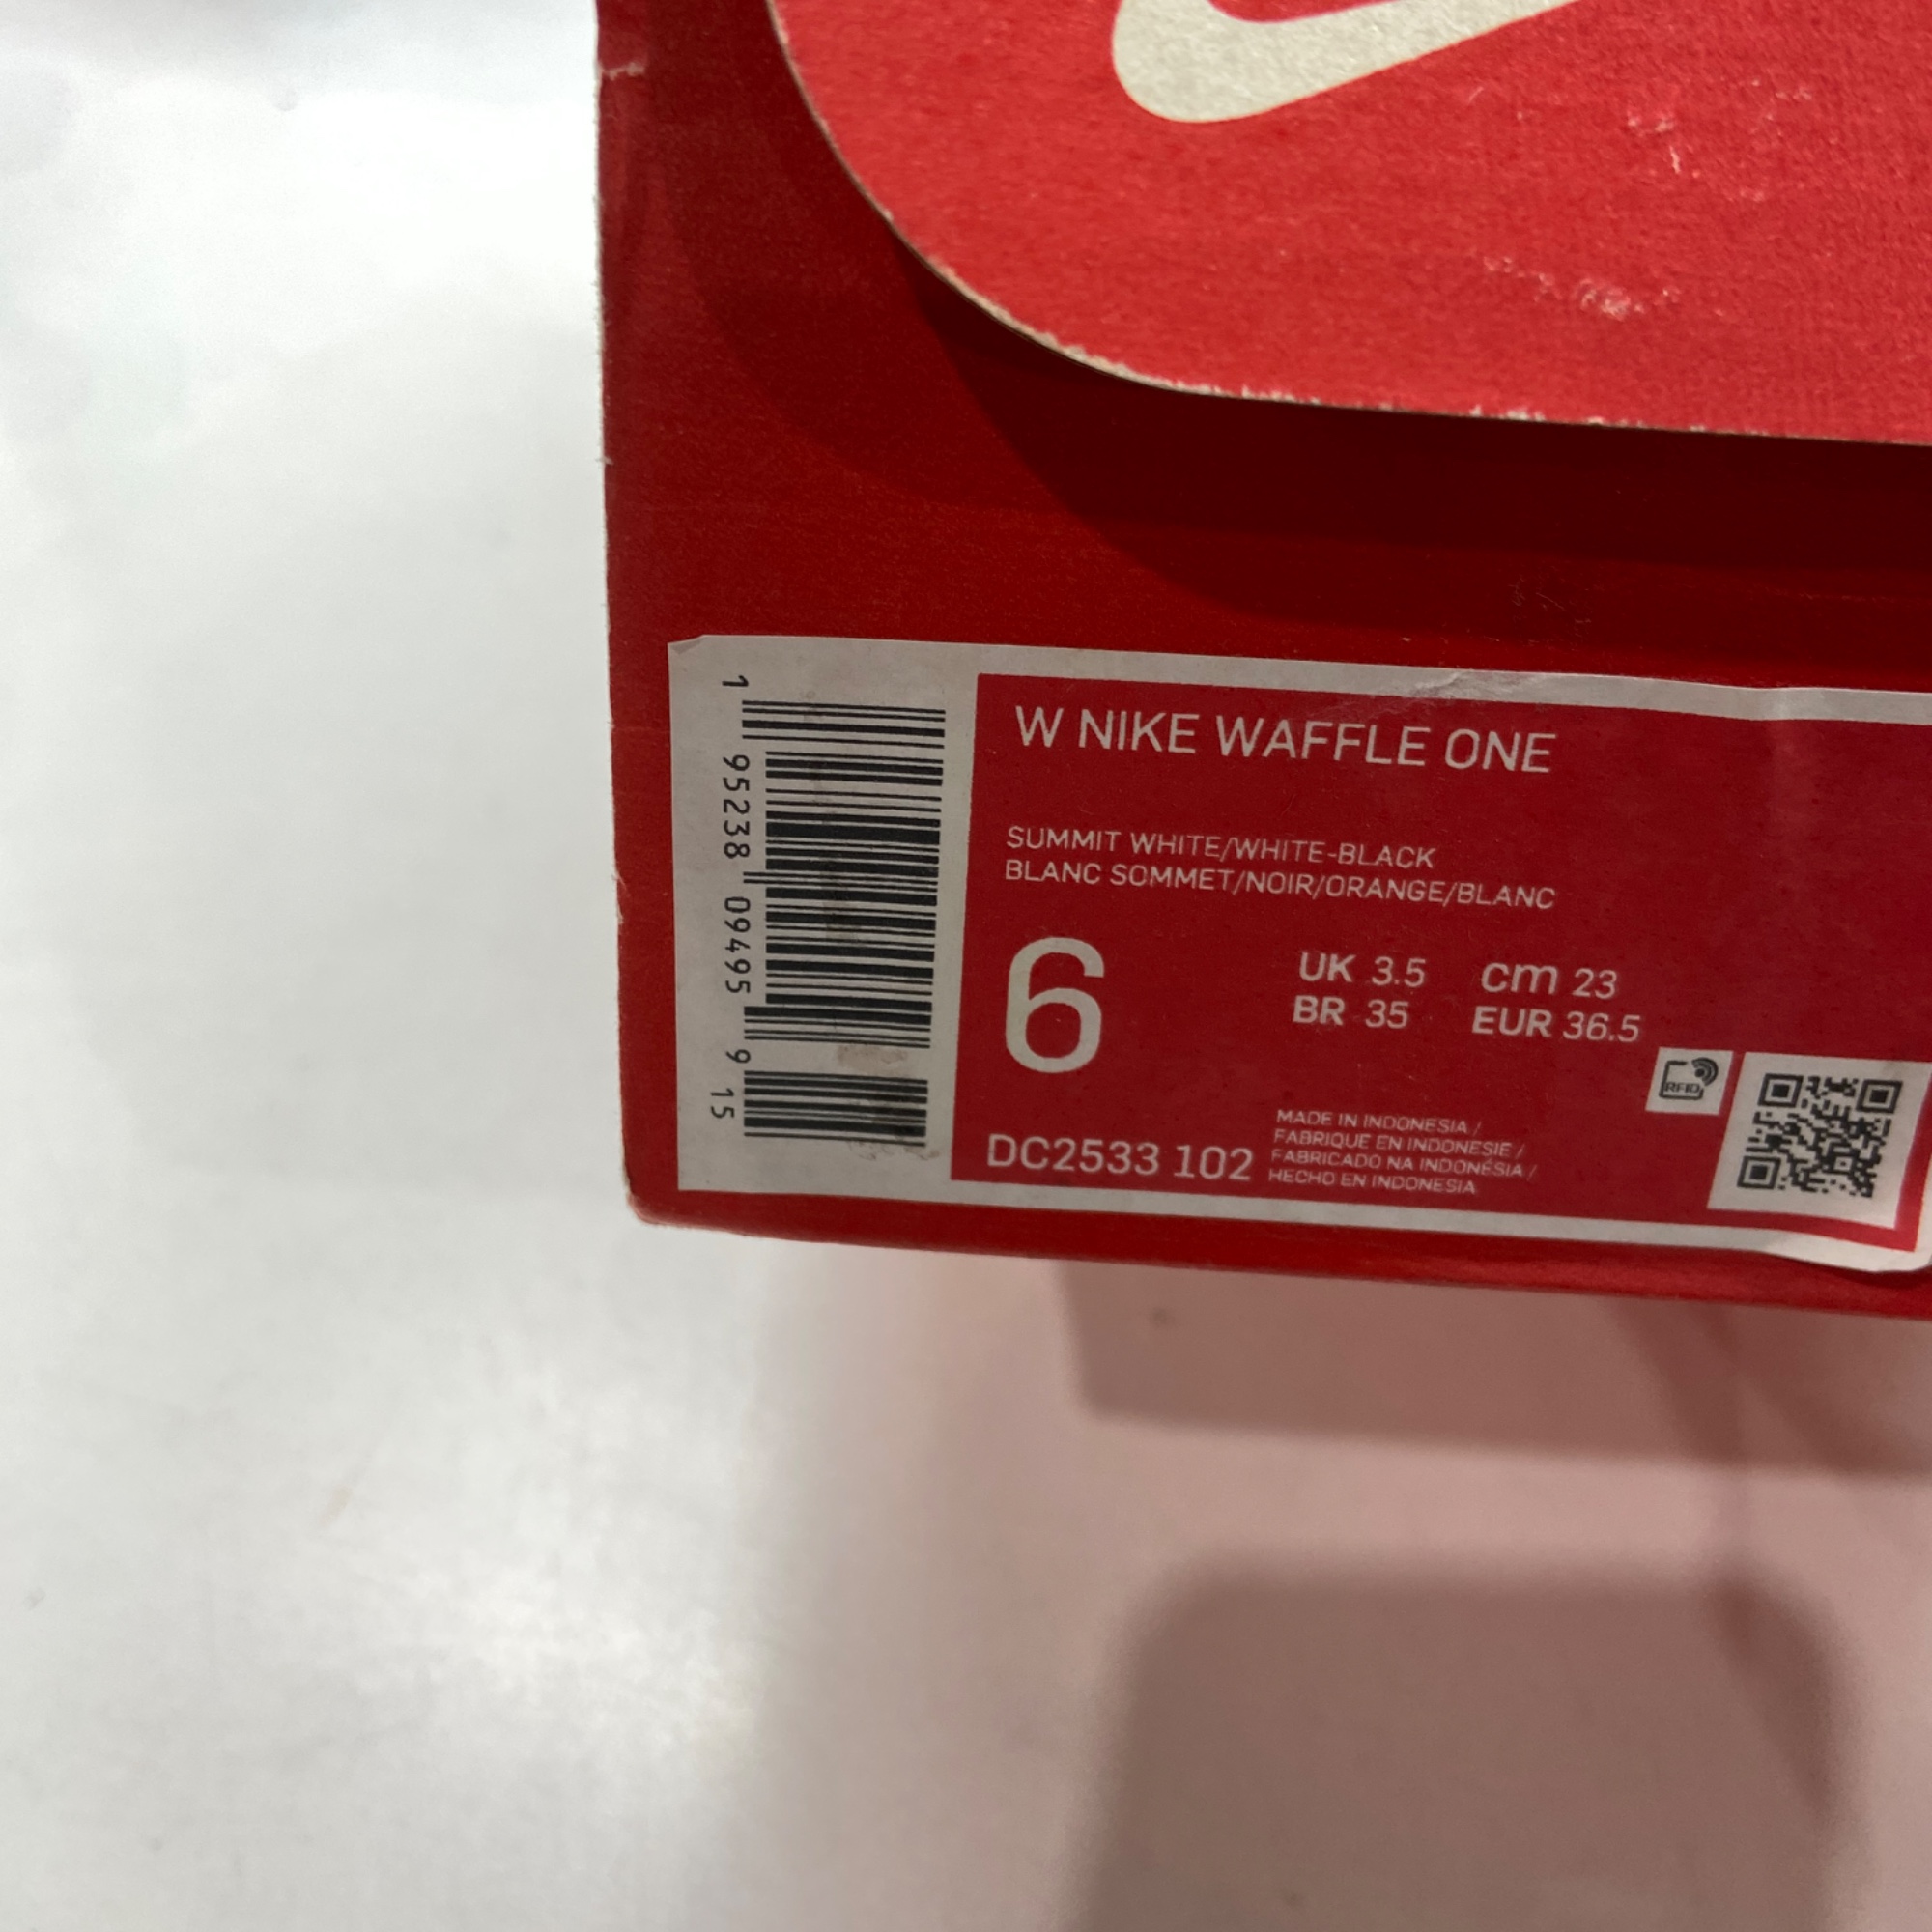 W NIKE WAFFLE ONE
SUMMIT WHITE/WHITE-BLACK
BLANC SOMMET/NOIR/ORANGE/BLANC
6
UK 3.5 cm 23
BR 35 EUR 36.5
DC2533 102
MADE IN INDONESIA /
FABRIQUE EN INDONESIE /
FABRICADO NA INDONÉSIA /
HECHO EN INDONESIA
RFID
1 95238 09495 9 15